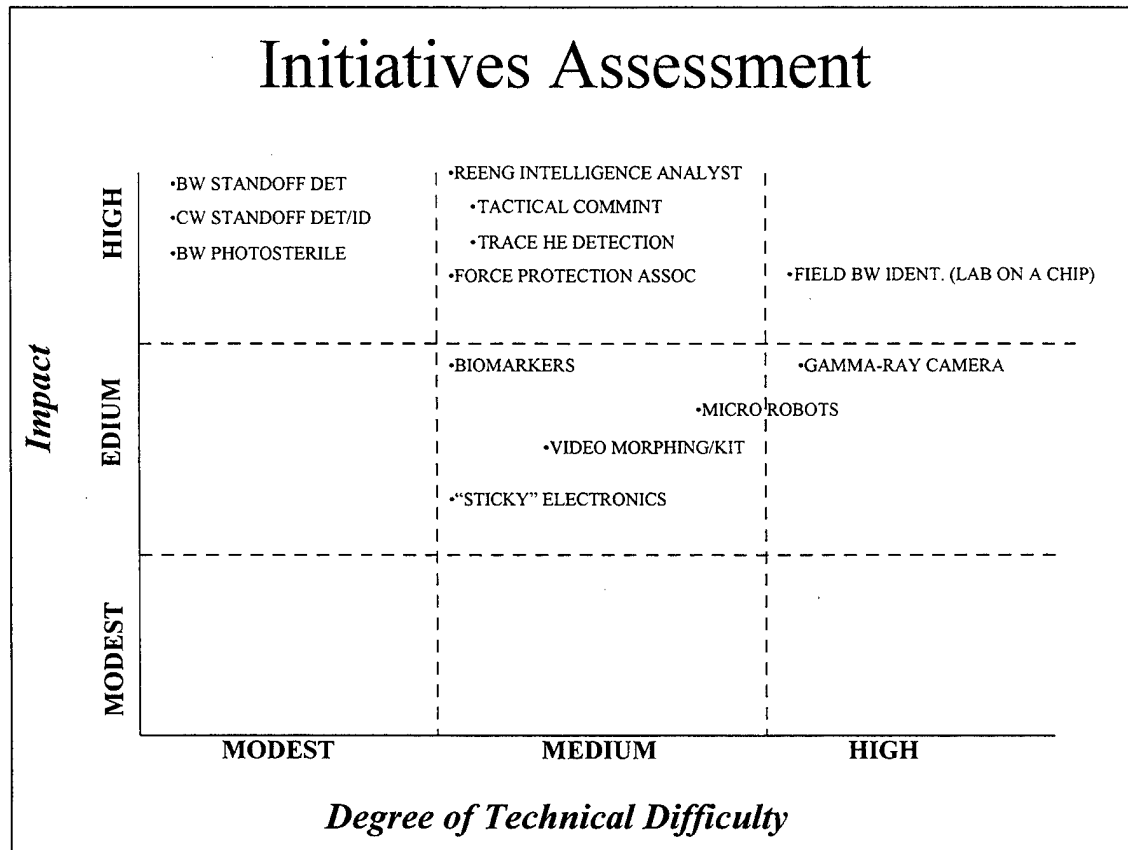 Initiatives Assessment
•BW STANDOFF DET
•CW STANDOFF DET/ID
•BW PHOTOSTERILE
•REENG INTELLIGENCE ANALYST
•TACTICAL COMMINT
•TRACE HE DETECTION
•FORCE PROTECTION ASSOC
•FIELD BW IDENT. (LAB ON A CHIP)
•BIOMARKERS
•GAMMA-RAY CAMERA
•MICRO ROBOTS
•VIDEO MORPHING/KIT
•“STICKY” ELECTRONICS
Impact
HIGH
EDIUM
MODEST
MODEST
MEDIUM
HIGH
Degree of Technical Difficulty